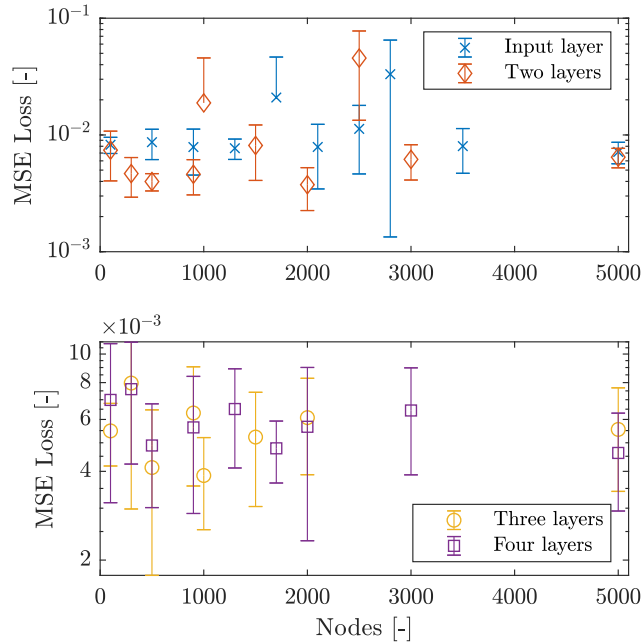 10⁻¹
MSE Loss [-]
10⁻²
10⁻³
Input layer
Two layers
0 1000 2000 3000 4000 5000
×10⁻³
10
8
6
4
2
MSE Loss [-]
Three layers
Four layers
0 1000 2000 3000 4000 5000
Nodes [-]